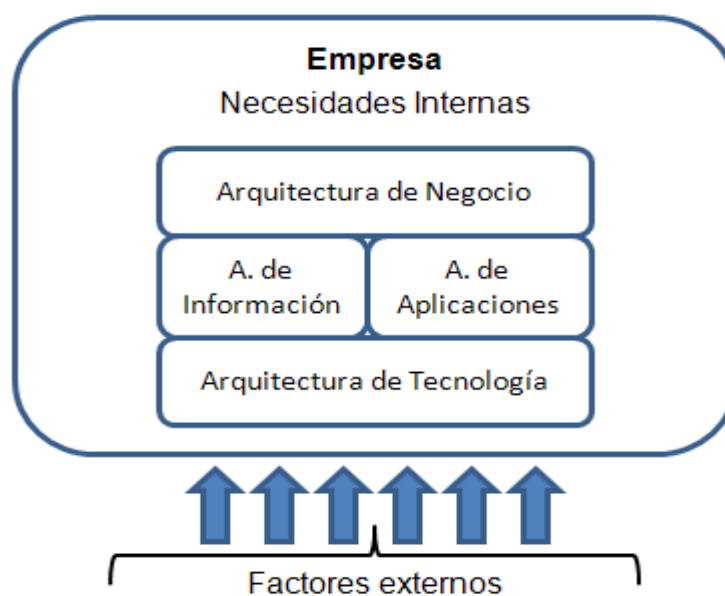 Empresa
Necesidades Internas
Arquitectura de Negocio
A. de
Información
A. de
Aplicaciones
Arquitectura de Tecnología
Factores externos